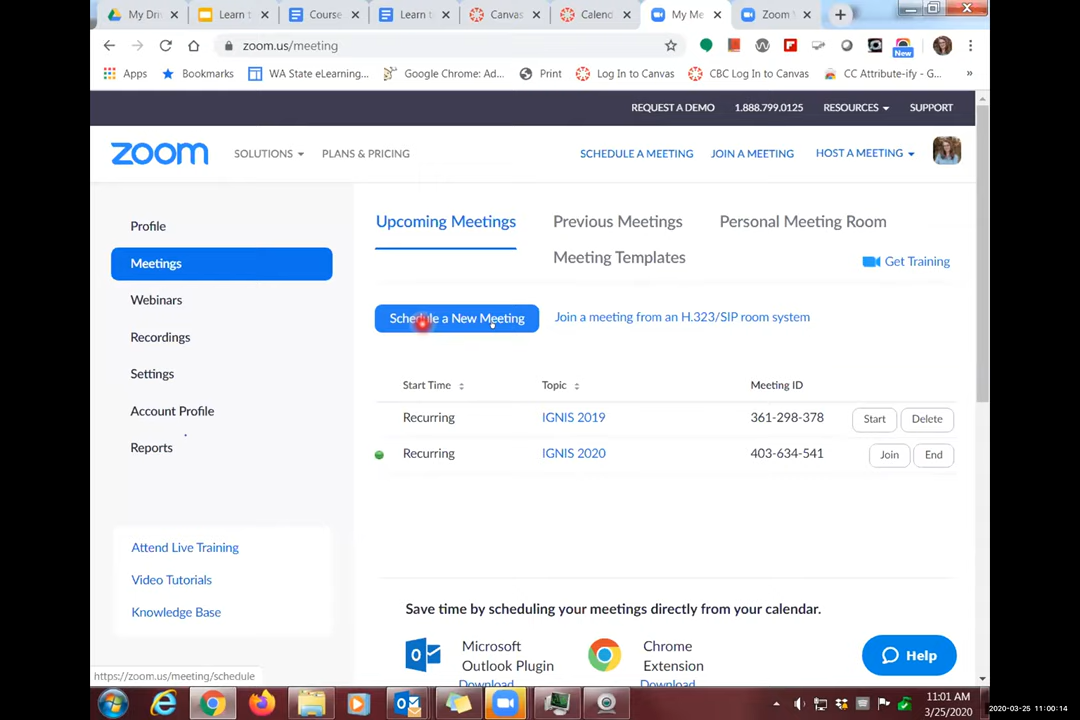 My Dri
Learn t
Course
Learn t
Canvas
Calend
My Me
Zoom
zoom.us/meeting
New
Apps
Bookmarks
WA State eLearning...
Google Chrome: Ad...
Print
Log In to Canvas
CBC Log In to Canvas
CC Attribute-ify - G...
»
REQUEST A DEMO
1.888.799.0125
RESOURCES
SUPPORT
zoom
SOLUTIONS
PLANS & PRICING
SCHEDULE A MEETING
JOIN A MEETING
HOST A MEETING
Profile
Meetings
Webinars
Recordings
Settings
Account Profile
Reports
Attend Live Training
Video Tutorials
Knowledge Base
Upcoming Meetings
Previous Meetings
Personal Meeting Room
Meeting Templates
Get Training
Schedule a New Meeting
Join a meeting from an H.323/SIP room system
Start Time
Topic
Meeting ID
Recurring
IGNIS 2019
361-298-378
Start
Delete
Recurring
IGNIS 2020
403-634-541
Join
End
Save time by scheduling your meetings directly from your calendar.
Microsoft
Outlook Plugin
Download
Chrome
Extension
Download
Help
https://zoom.us/meeting/schedule
11:01 AM
3/25/2020
2020-03-25 11:00:14